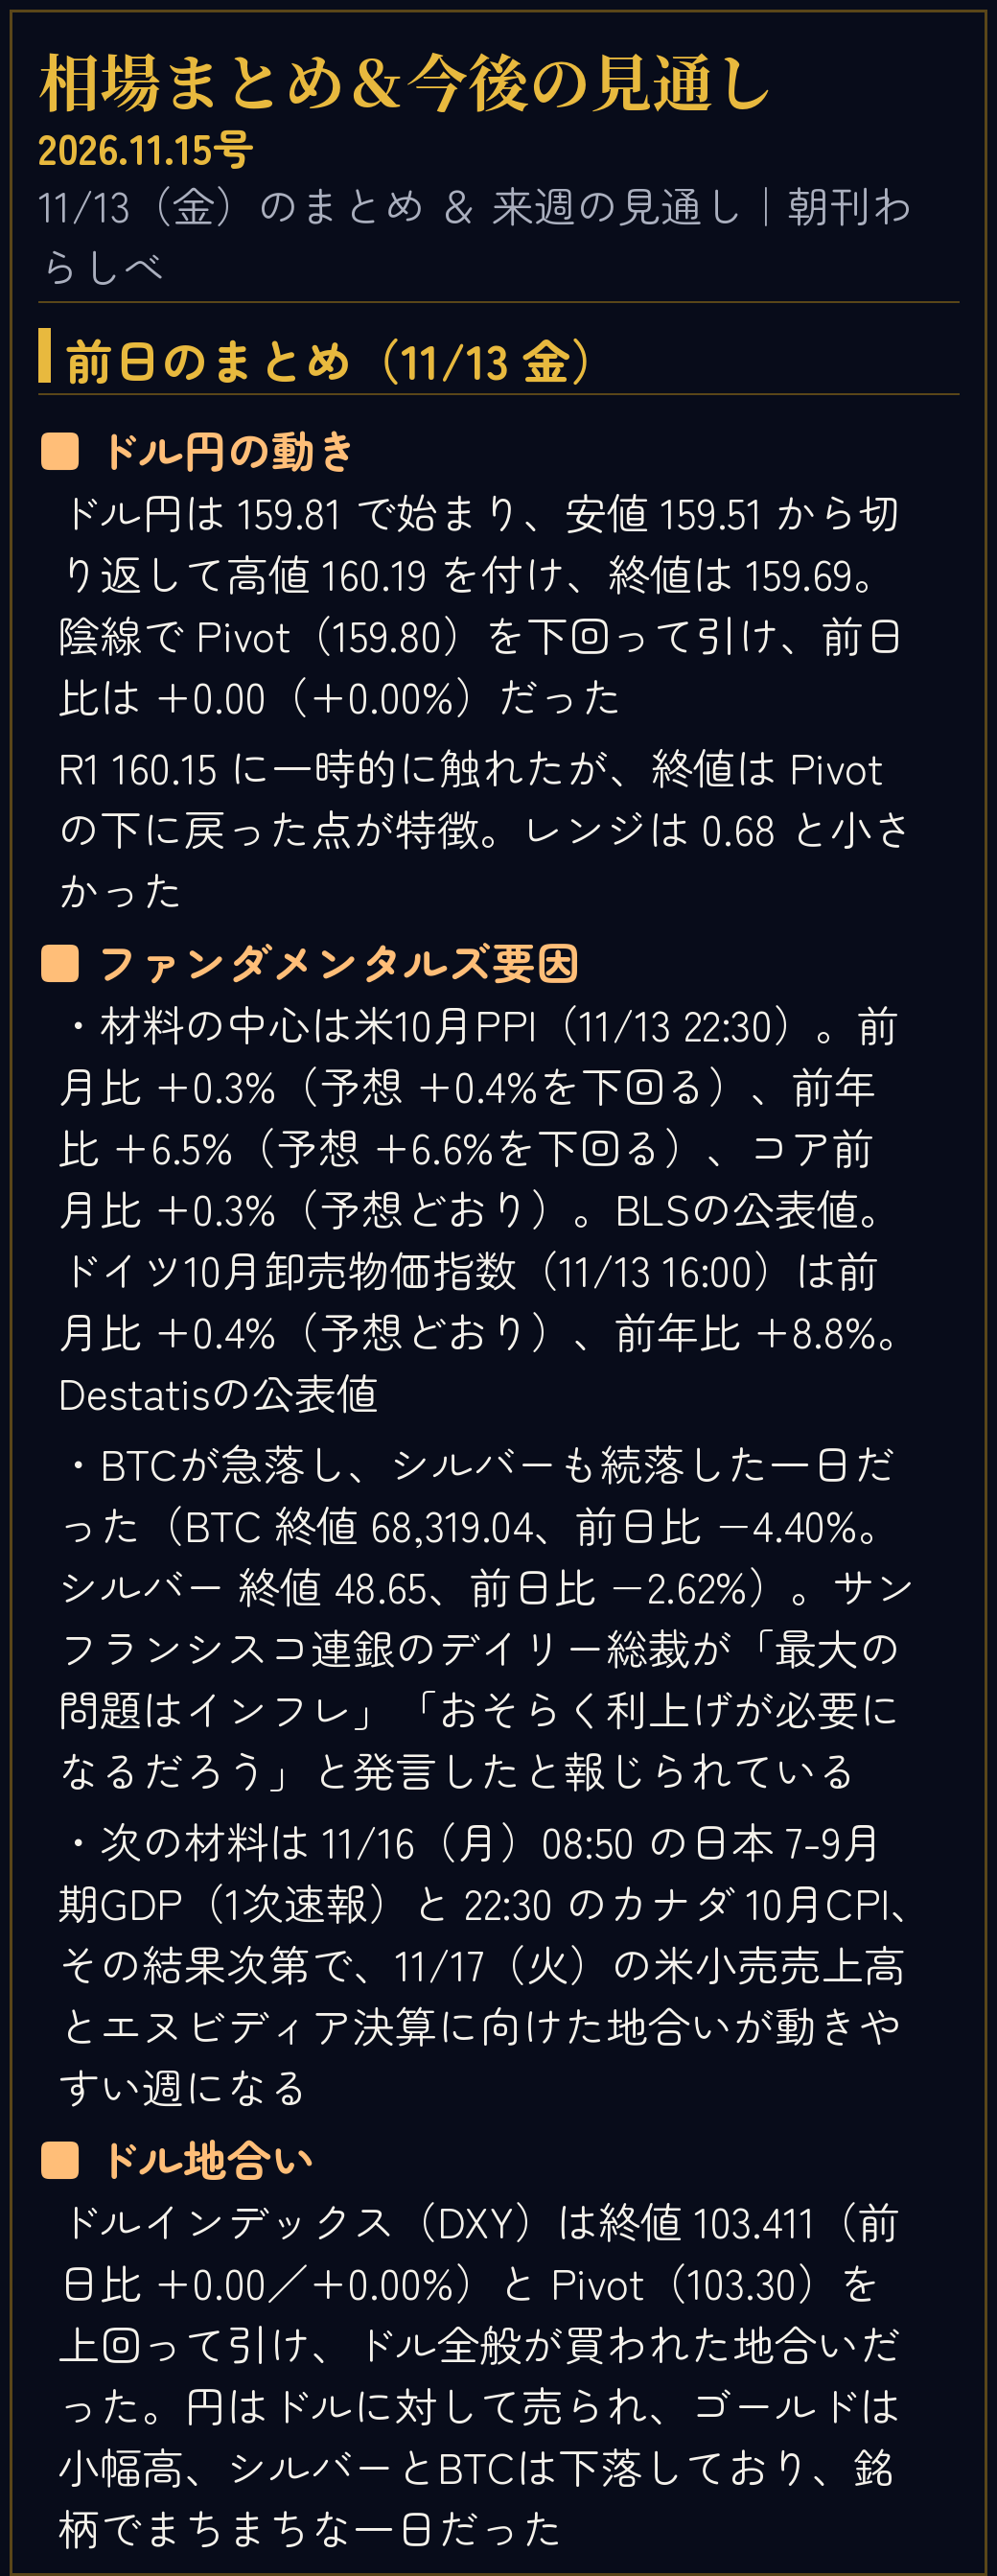 相場まとめ&今後の見通し
2026.11.15号
11/13（金）のまとめ & 来週の見通し｜朝刊わ
らしべ
前日のまとめ（11/13 金）
■ ドル円の動き
ドル円は 159.81 で始まり、安値 159.51 から切
り返して高値 160.19 を付け、終値は 159.69。
陰線で Pivot（159.80）を下回って引け、前日
比は +0.00（+0.00%）だった
R1 160.15 に一時的に触れたが、終値は Pivot
の下に戻った点が特徴。レンジは 0.68 と小さ
かった
■ ファンダメンタルズ要因
・材料の中心は米10月PPI（11/13 22:30）。前
月比 +0.3%（予想 +0.4%を下回る）、前年
比 +6.5%（予想 +6.6%を下回る）、コア前
月比 +0.3%（予想どおり）。BLSの公表値。
ドイツ10月卸売物価指数（11/13 16:00）は前
月比 +0.4%（予想どおり）、前年比 +8.8%。
Destatisの公表値
・BTCが急落し、シルバーも続落した一日だ
った（BTC 終値 68,319.04、前日比 −4.40%。
シルバー 終値 48.65、前日比 −2.62%）。サン
フランシスコ連銀のデイリー総裁が「最大の
問題はインフレ」「おそらく利上げが必要に
なるだろう」と発言したと報じられている
・次の材料は 11/16（月）08:50 の日本 7-9月
期GDP（1次速報）と 22:30 のカナダ 10月CPI、
その結果次第で、11/17（火）の米小売売上高
とエヌビディア決算に向けた地合いが動きや
すい週になる
■ ドル地合い
ドルインデックス（DXY）は終値 103.411（前
日比 +0.00／+0.00%）と Pivot（103.30）を
上回って引け、ドル全般が買われた地合いだ
った。円はドルに対して売られ、ゴールドは
小幅高、シルバーとBTCは下落しており、銘
柄でまちまちな一日だった